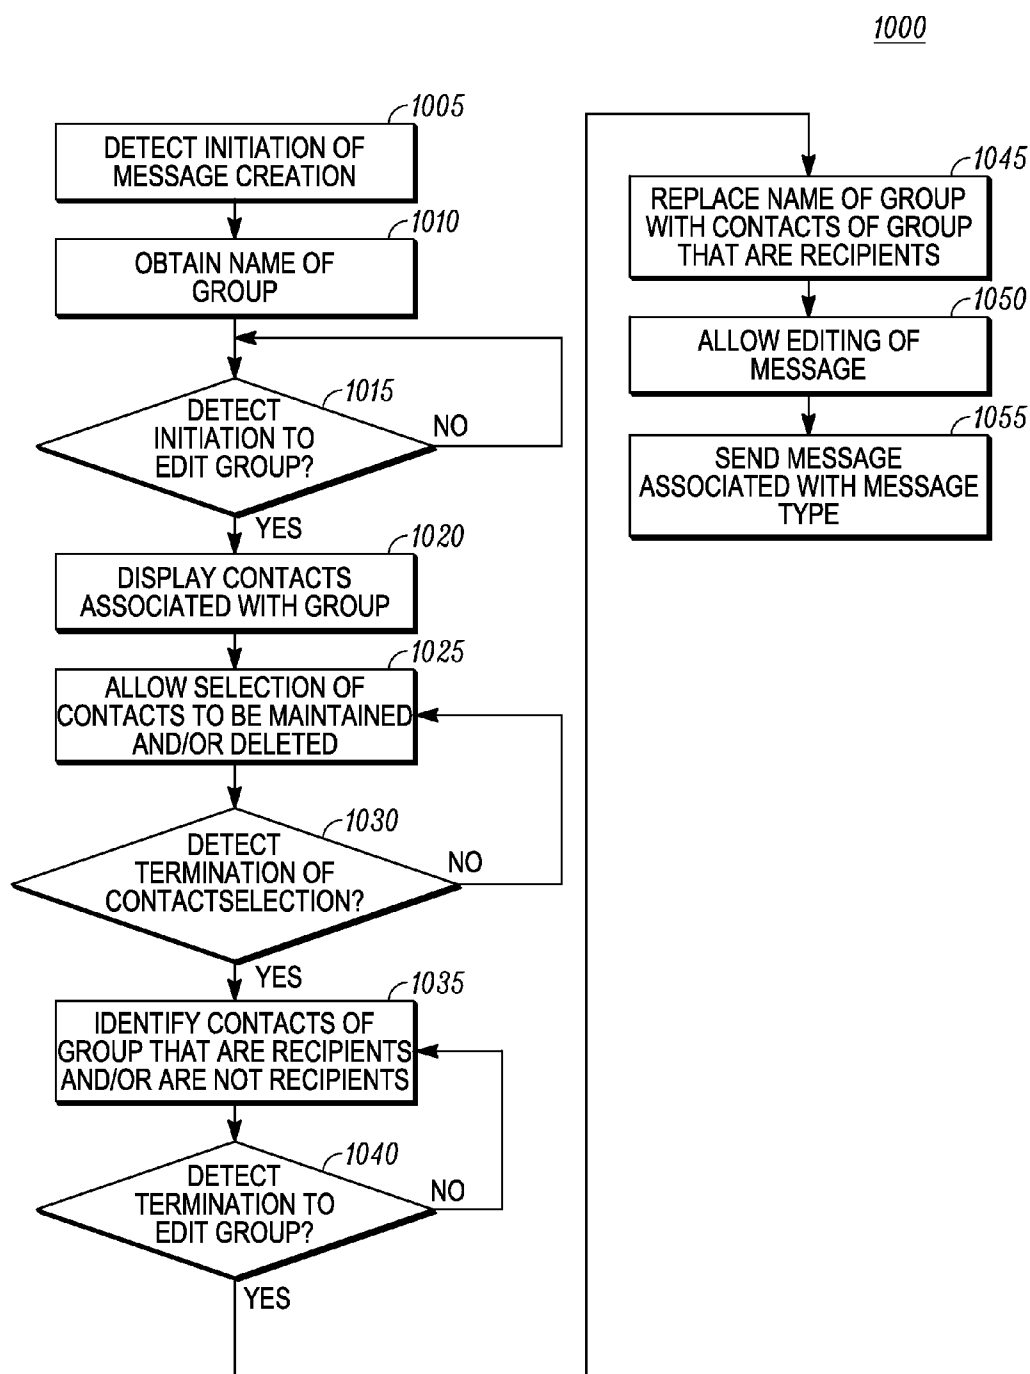 1000
1005
DETECT INITIATION OF
MESSAGE CREATION
1010
OBTAIN NAME OF
GROUP
1015
DETECT
INITIATION TO
EDIT GROUP?
NO
YES
1020
DISPLAY CONTACTS
ASSOCIATED WITH GROUP
1025
ALLOW SELECTION OF
CONTACTS TO BE MAINTAINED
AND/OR DELETED
1030
DETECT
TERMINATION OF
CONTACTSELECTION?
NO
YES
1035
IDENTIFY CONTACTS OF
GROUP THAT ARE RECIPIENTS
AND/OR ARE NOT RECIPIENTS
1040
DETECT
TERMINATION TO
EDIT GROUP?
NO
YES
1045
REPLACE NAME OF GROUP
WITH CONTACTS OF GROUP
THAT ARE RECIPIENTS
1050
ALLOW EDITING OF
MESSAGE
1055
SEND MESSAGE
ASSOCIATED WITH MESSAGE
TYPE